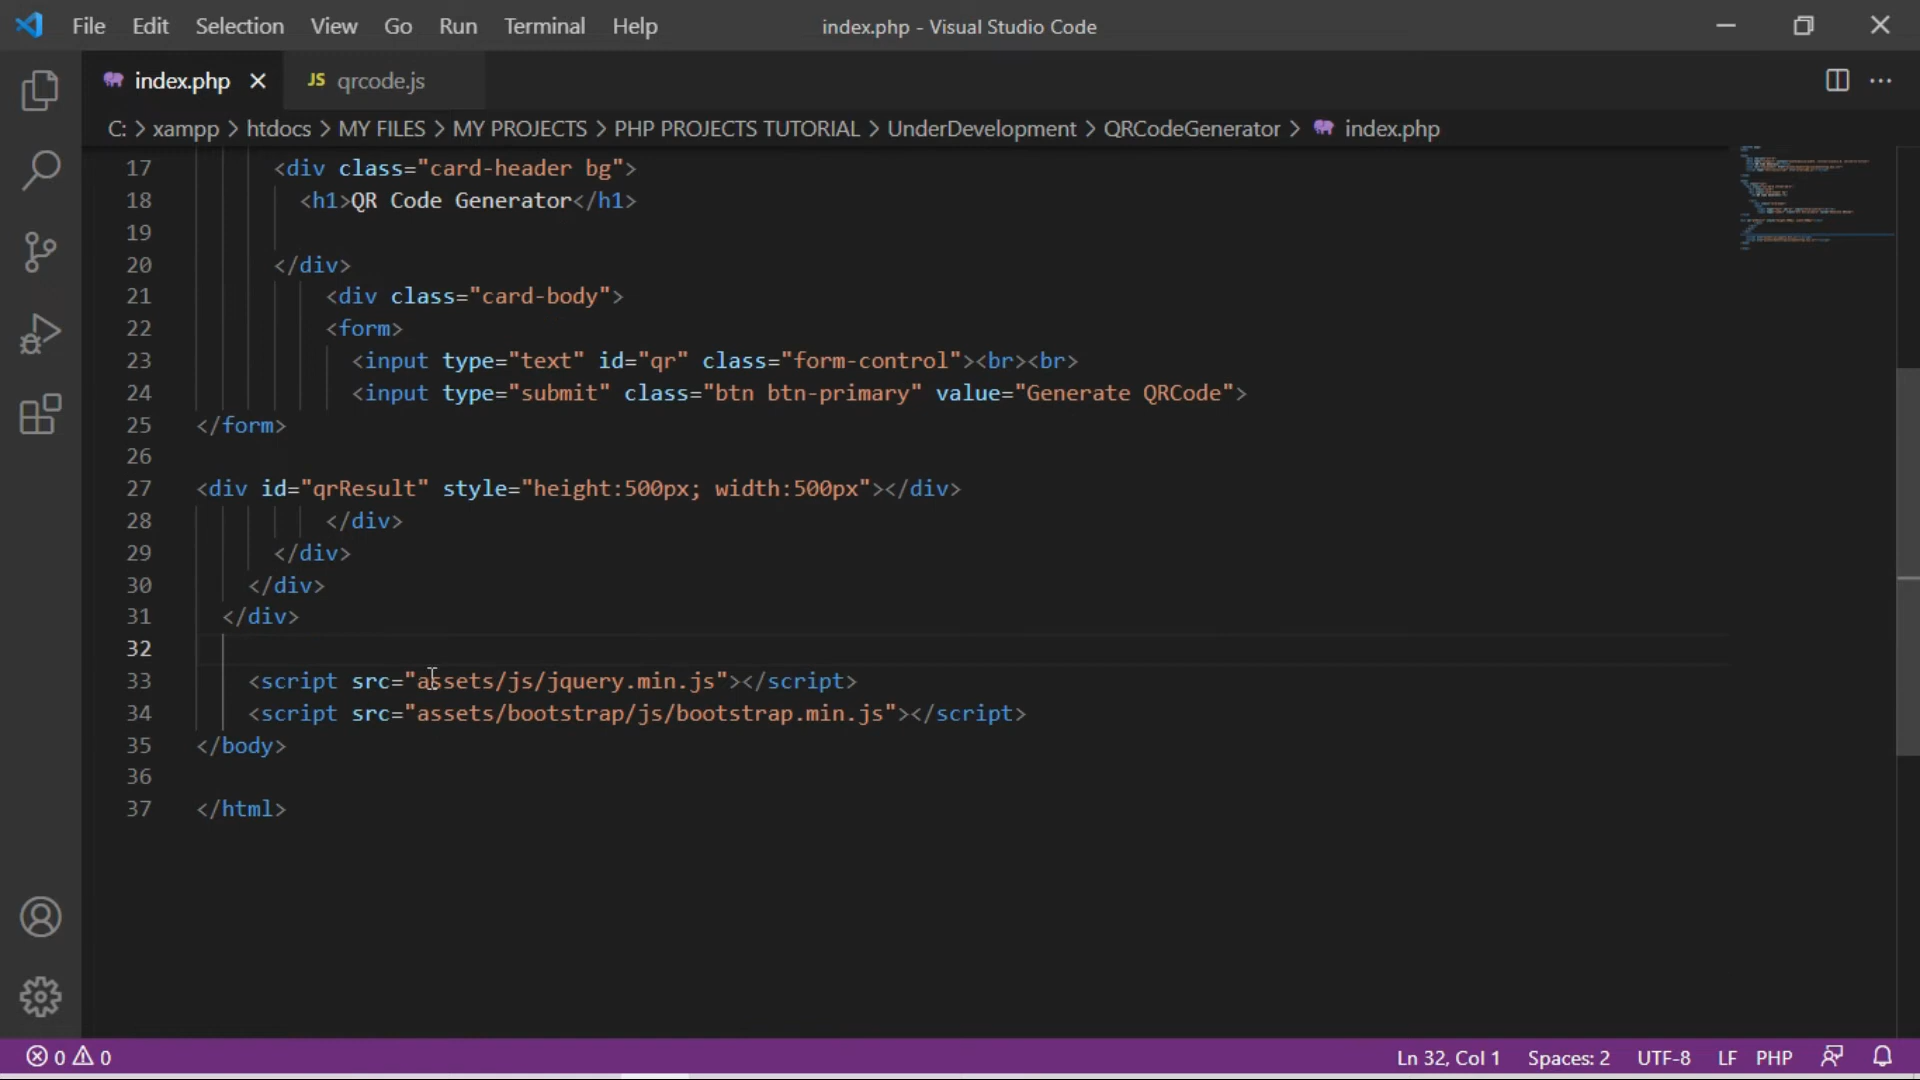 File Edit Selection View Go Run Terminal Help index.php - Visual Studio Code
index.php JS qrcode.js
C: > xampp > htdocs > MY FILES > MY PROJECTS > PHP PROJECTS TUTORIAL > UnderDevelopment > QRCodeGenerator > index.php
17 <div class="card-header bg">
18 <h1>QR Code Generator</h1>
19
20 </div>
21 <div class="card-body">
22 <form>
23 <input type="text" id="qr" class="form-control"><br><br>
24 <input type="submit" class="btn btn-primary" value="Generate QRCode">
25 </form>
26
27 <div id="qrResult" style="height:500px; width:500px"></div>
28 </div>
29 </div>
30 </div>
31 </div>
32
33 <script src="assets/js/jquery.min.js"></script>
34 <script src="assets/bootstrap/js/bootstrap.min.js"></script>
35 </body>
36
37 </html>
0 0 Ln 32, Col 1 Spaces: 2 UTF-8 LF PHP